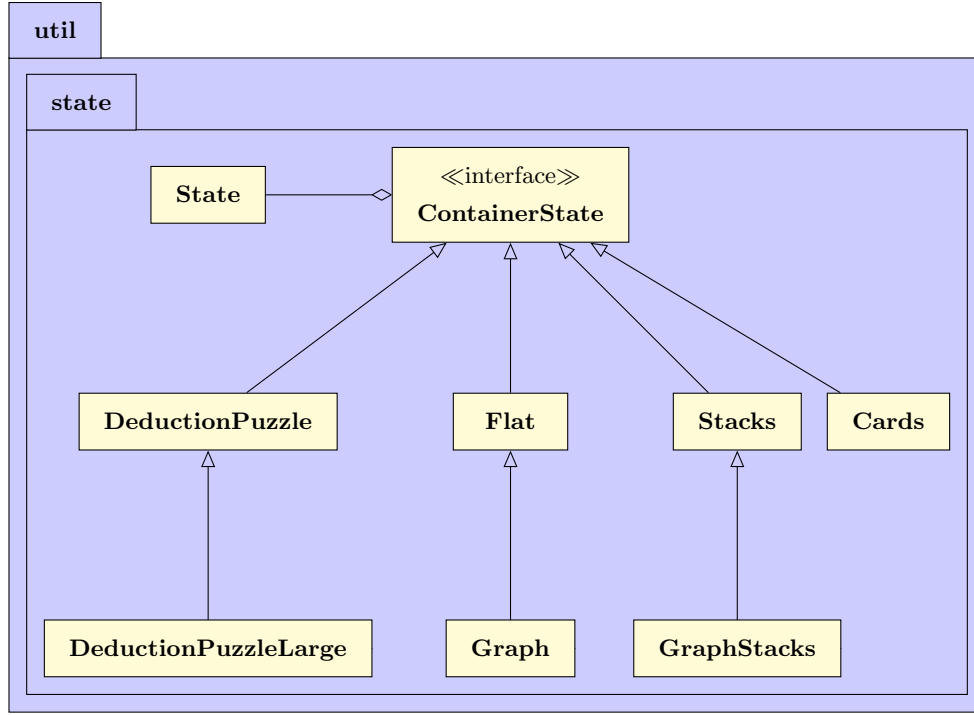 util
state
State
≪interface≫
ContainerState
DeductionPuzzle
Flat
Stacks
Cards
DeductionPuzzleLarge
Graph
GraphStacks